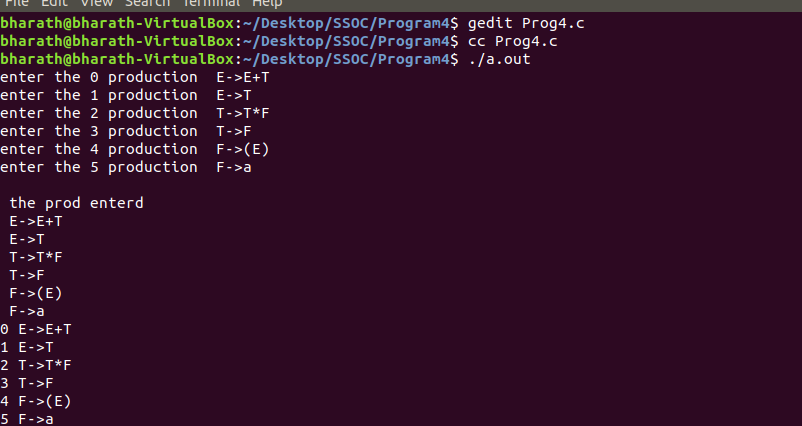 File Edit View Search Terminal Help
bharath@bharath-VirtualBox:~/Desktop/SSOC/Program4$ gedit Prog4.c
bharath@bharath-VirtualBox:~/Desktop/SSOC/Program4$ cc Prog4.c
bharath@bharath-VirtualBox:~/Desktop/SSOC/Program4$ ./a.out
enter the 0 production  E->E+T
enter the 1 production  E->T
enter the 2 production  T->T*F
enter the 3 production  T->F
enter the 4 production  F->(E)
enter the 5 production  F->a
the prod enterd
E->E+T
E->T
T->T*F
T->F
F->(E)
F->a
0 E->E+T
1 E->T
2 T->T*F
3 T->F
4 F->(E)
5 F->a